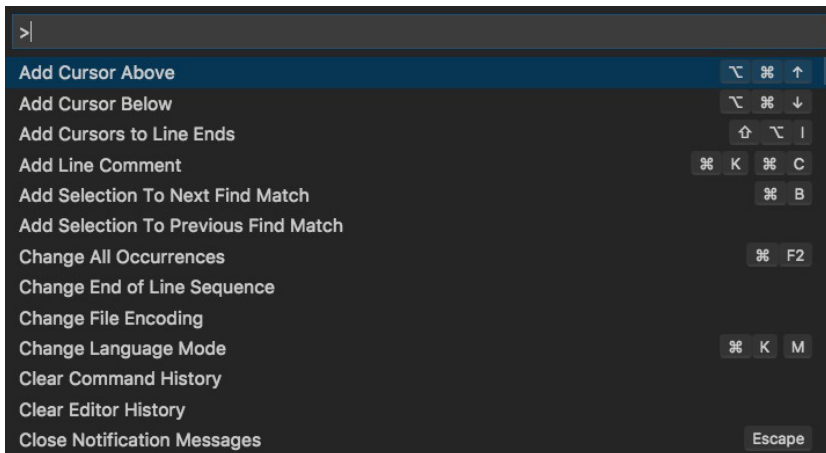 >
Add Cursor Above ⌥ ⌘ ↑
Add Cursor Below ⌥ ⌘ ↓
Add Cursors to Line Ends ⇧ ⌥ I
Add Line Comment ⌘ K ⌘ C
Add Selection To Next Find Match ⌘ B
Add Selection To Previous Find Match
Change All Occurrences ⌘ F2
Change End of Line Sequence
Change File Encoding
Change Language Mode ⌘ K M
Clear Command History
Clear Editor History
Close Notification Messages Escape